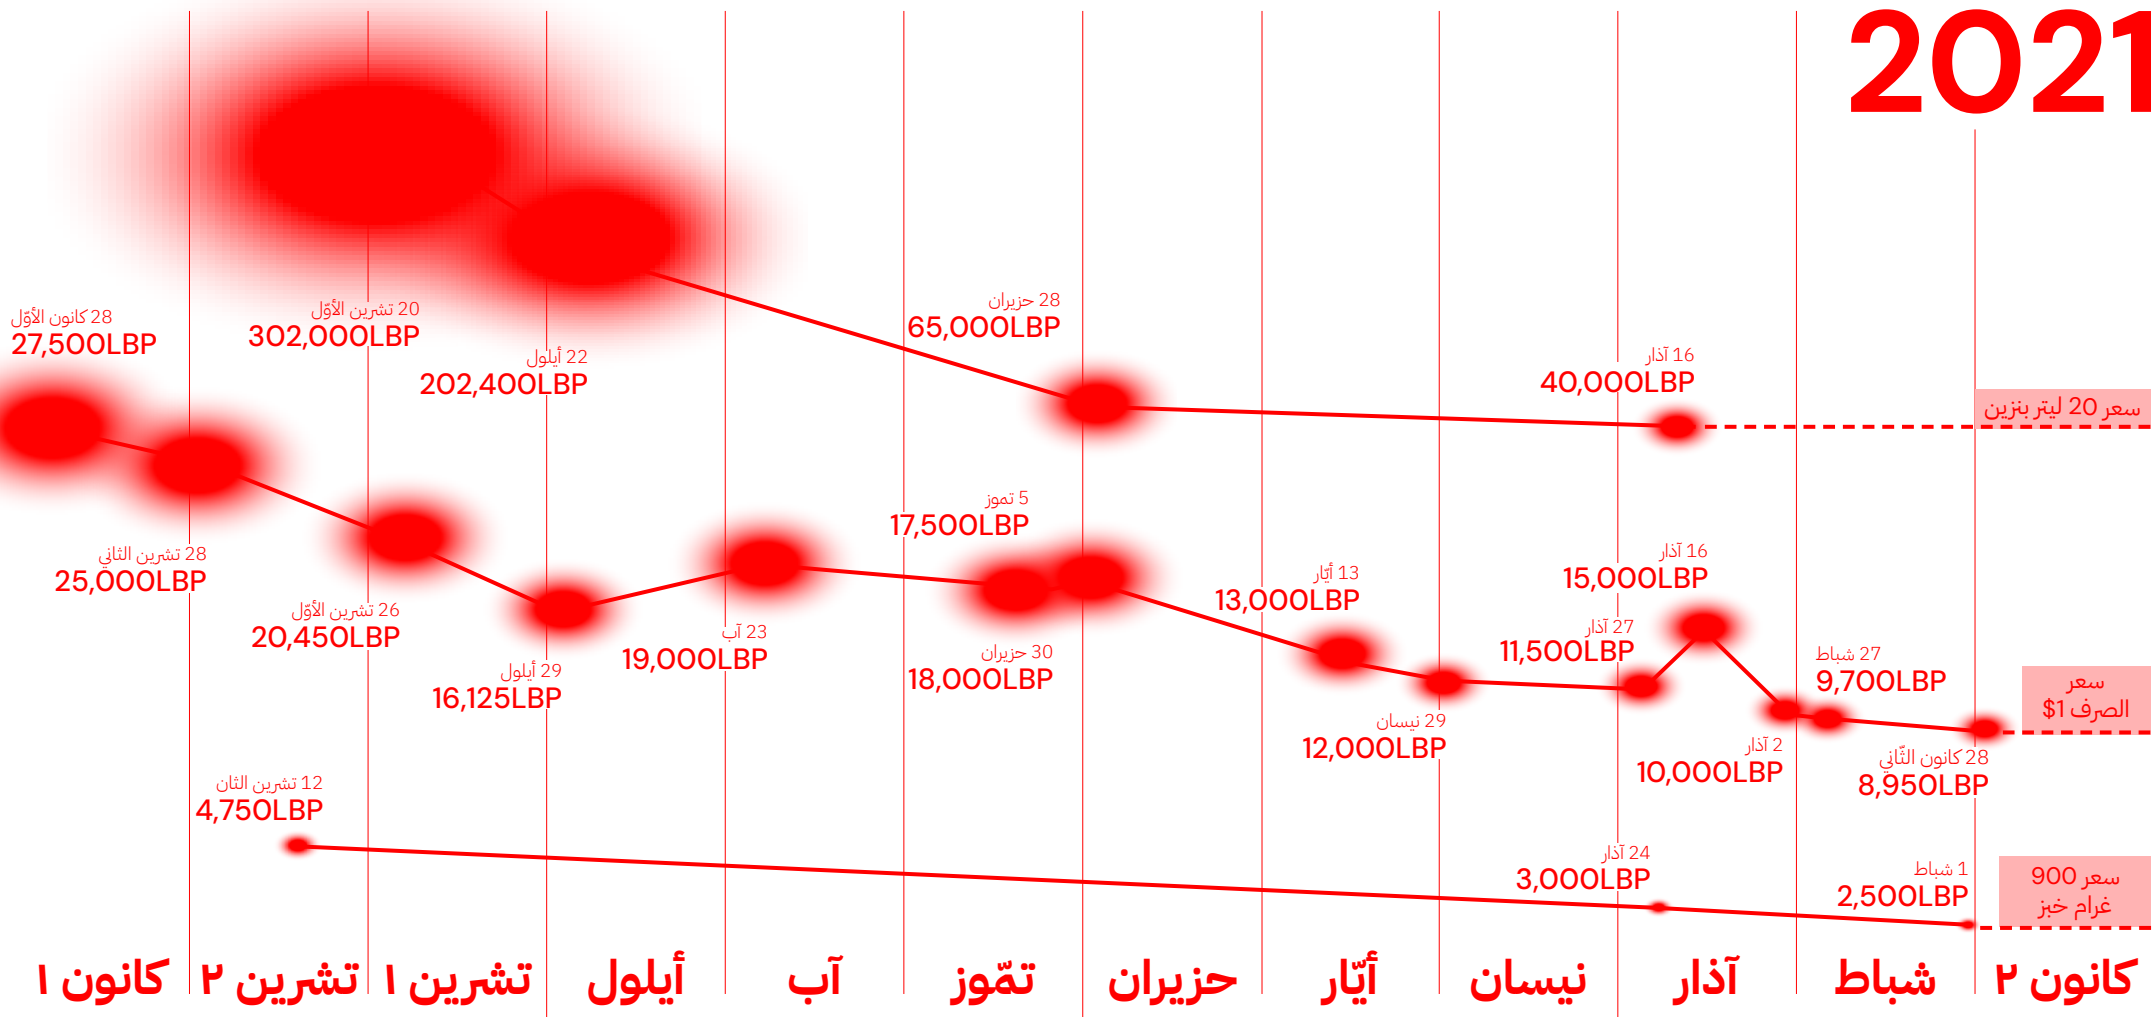 2021
سعر 20 ليتر بنزين
16 آذار
40,000LBP
28 حزيران
65,000LBP
22 أيلول
202,400LBP
20 تشرين الأوّل
302,000LBP
سعر
الصرف 1$
28 كانون الثّاني
8,950LBP
27 شباط
9,700LBP
2 آذار
10,000LBP
16 آذار
15,000LBP
27 آذار
11,500LBP
29 نيسان
12,000LBP
13 أيّار
13,000LBP
30 حزيران
18,000LBP
5 تموز
17,500LBP
23 آب
19,000LBP
29 أيلول
16,125LBP
26 تشرين الأوّل
20,450LBP
28 تشرين الثاني
25,000LBP
28 كانون الأوّل
27,500LBP
سعر 900
غرام خبز
1 شباط
2,500LBP
24 آذار
3,000LBP
12 تشرين الثان
4,750LBP
كانون ٢
شباط
آذار
نيسان
أيّار
حزيران
تمّوز
آب
أيلول
تشرين ١
تشرين ٢
كانون ١